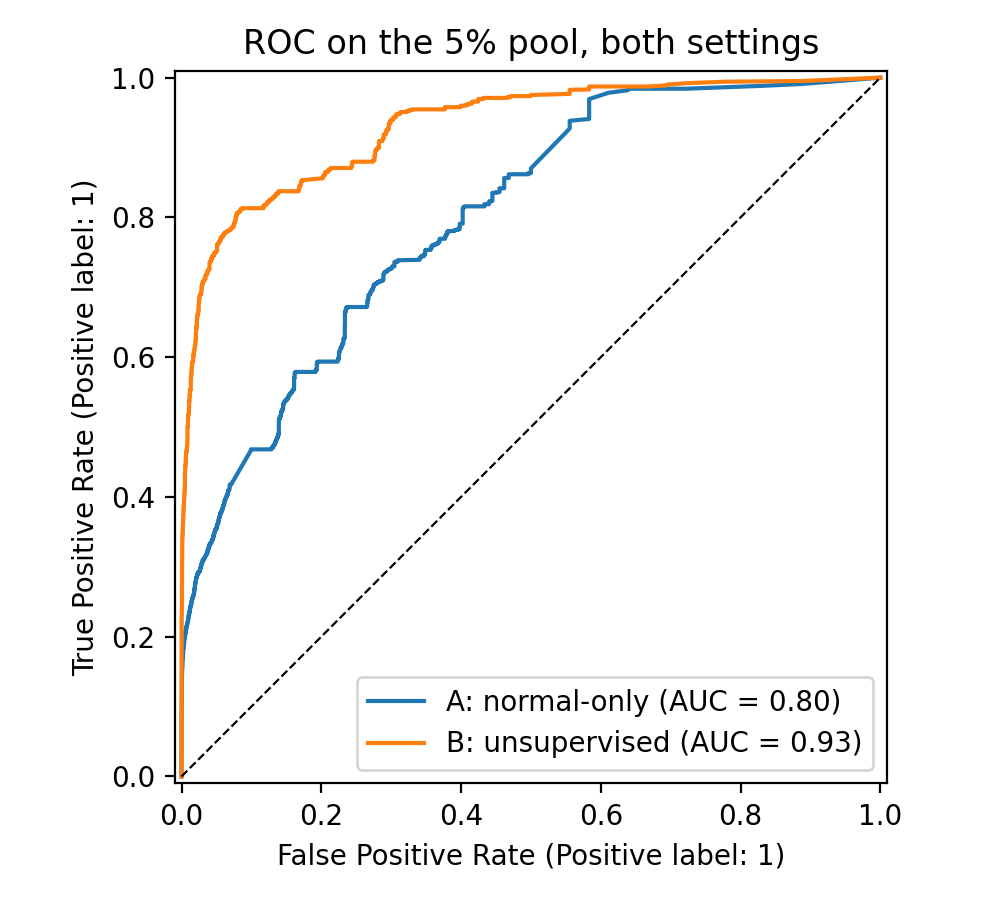 ROC on the 5% pool, both settings
True Positive Rate (Positive label: 1)
1.0
0.8
0.6
0.4
0.2
0.0
A: normal-only (AUC = 0.80)
B: unsupervised (AUC = 0.93)
0.0 0.2 0.4 0.6 0.8 1.0
False Positive Rate (Positive label: 1)